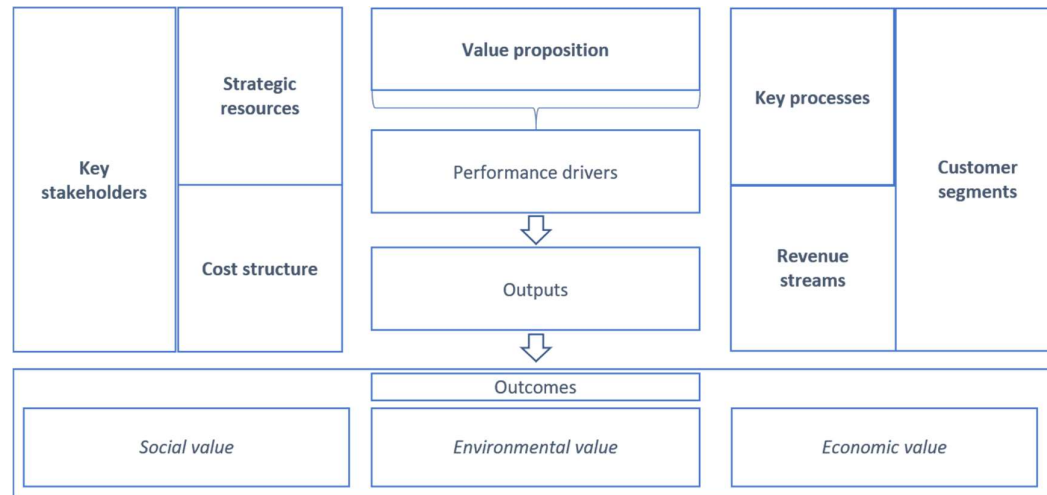 Key
stakeholders
Strategic
resources
Cost structure
Value proposition
Performance drivers
Outputs
Key processes
Revenue
streams
Customer
segments
Outcomes
Social value
Environmental value
Economic value